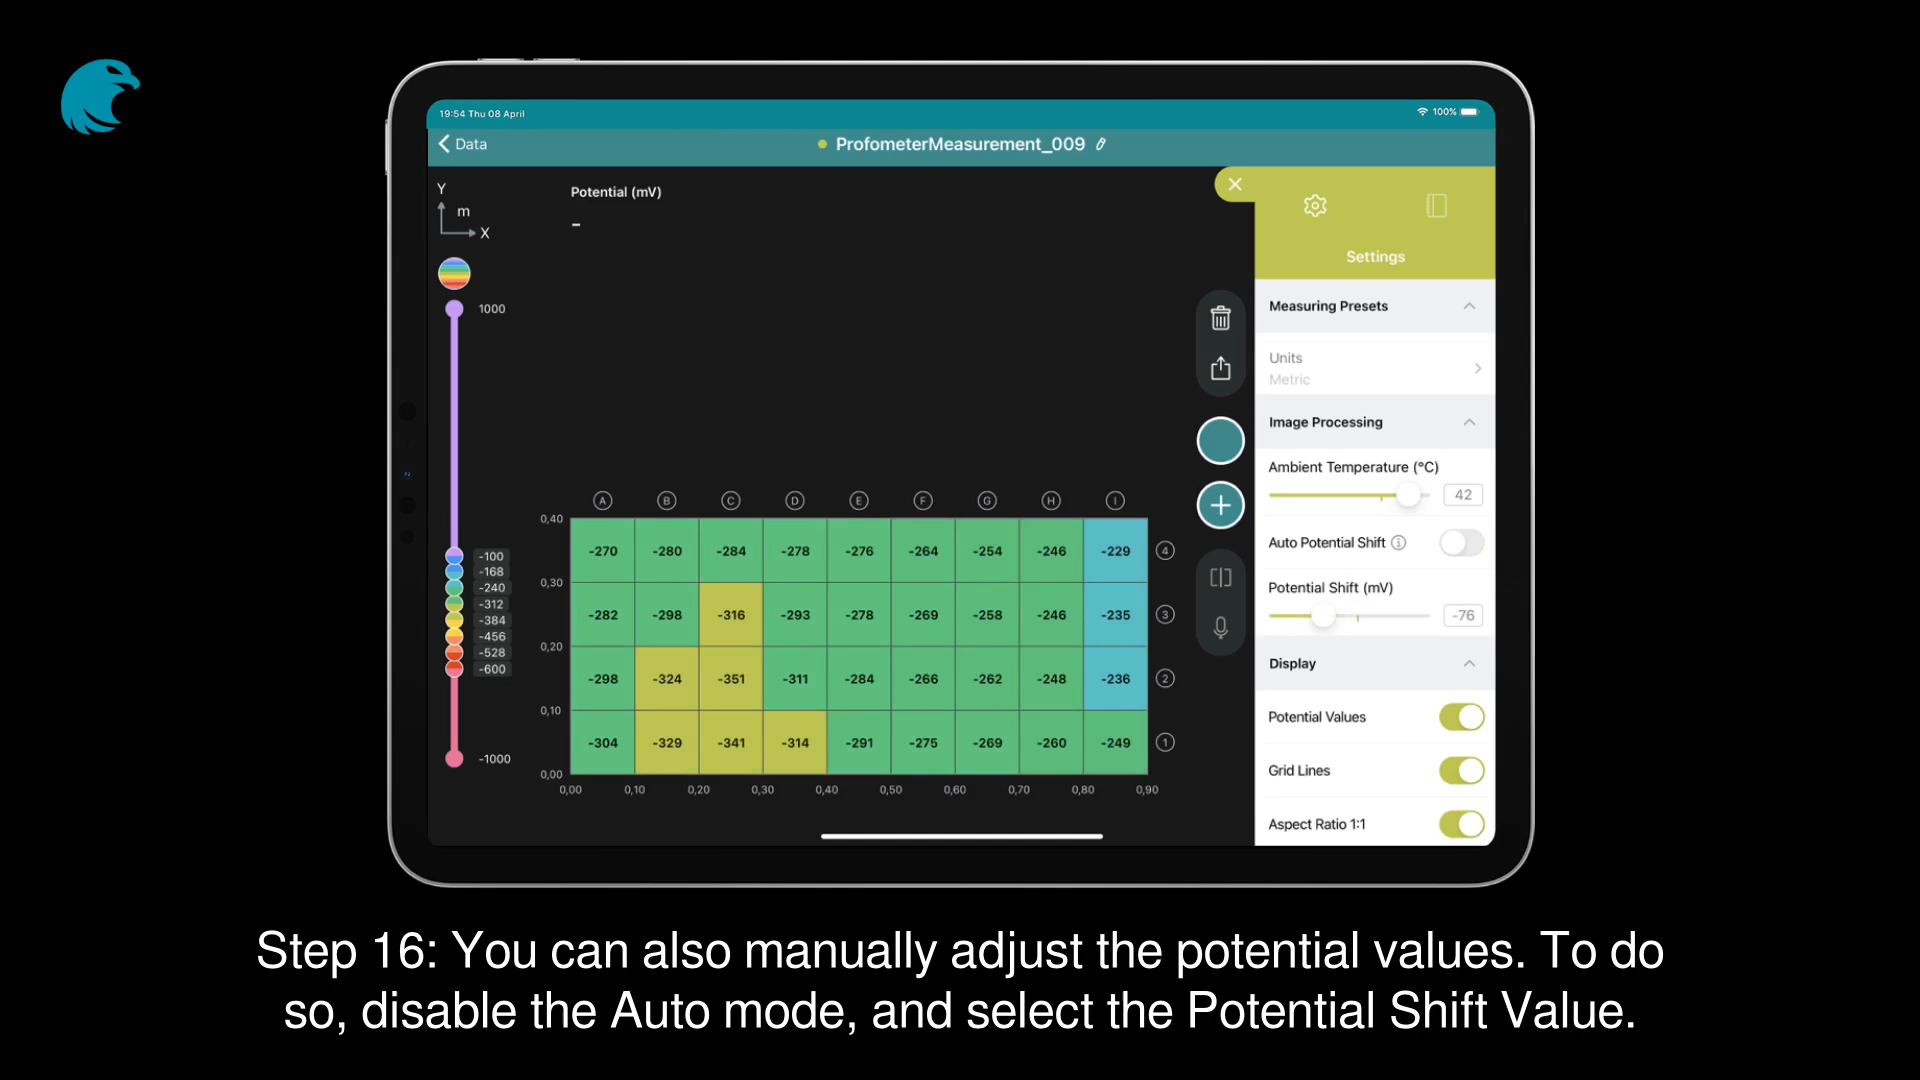 19:54 Thu 08 April
100%
Data
ProfometerMeasurement_009
Y
m
X
Potential (mV)
-
1000
-100
-168
-240
-312
-384
-456
-528
-600
-1000
A B C D E F G H I
0,40
-270 -280 -284 -278 -276 -264 -254 -246 -229 4
0,30
-282 -298 -316 -293 -278 -269 -258 -246 -235 3
0,20
-298 -324 -351 -311 -284 -266 -262 -248 -236 2
0,10
-304 -329 -341 -314 -291 -275 -269 -260 -249 1
0,00
0,00 0,10 0,20 0,30 0,40 0,50 0,60 0,70 0,80 0,90
Settings
Measuring Presets
Units
Metric
Image Processing
Ambient Temperature (°C)
42
Auto Potential Shift
Potential Shift (mV)
-76
Display
Potential Values
Grid Lines
Aspect Ratio 1:1
Step 16: You can also manually adjust the potential values. To do
so, disable the Auto mode, and select the Potential Shift Value.